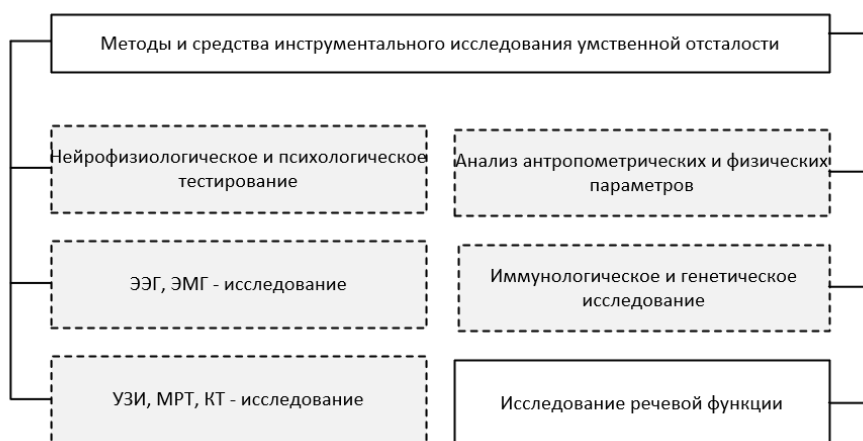 Методы и средства инструментального исследования умственной отсталости
Нейрофизиологическое и психологическое
тестирование
Анализ антропометрических и физических
параметров
ЭЭГ, ЭМГ - исследование
Иммунологическое и генетическое
исследование
УЗИ, МРТ, КТ - исследование
Исследование речевой функции